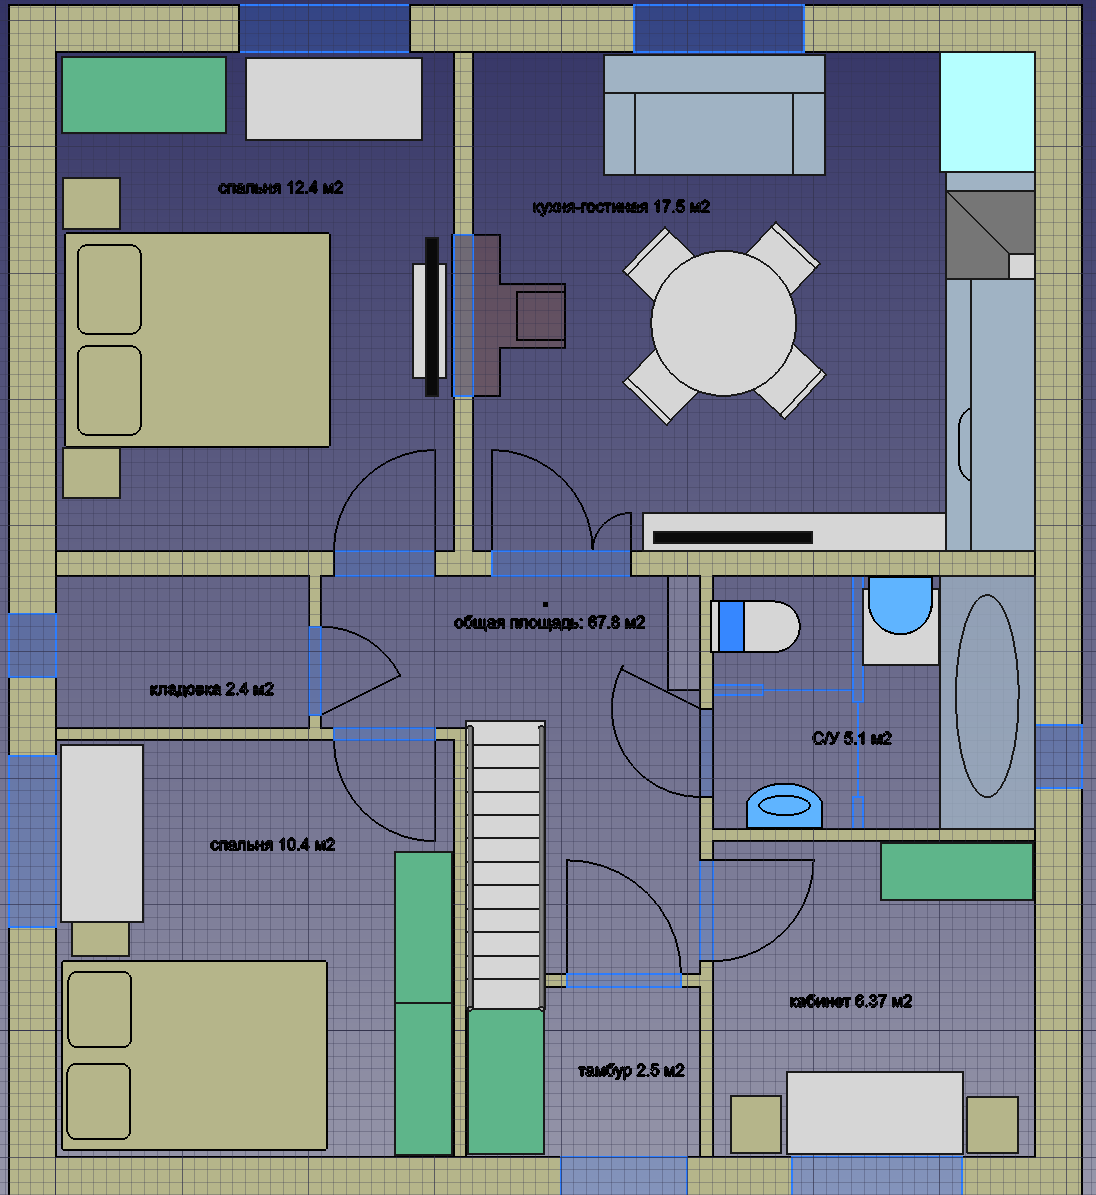 спальня 12.4 м2
кухня-гостиная 17.5 м2
общая площадь: 67.8 м2
кладовка 2.4 м2
С/У 5.1 м2
спальня 10.4 м2
кабинет 6.37 м2
тамбур 2.5 м2